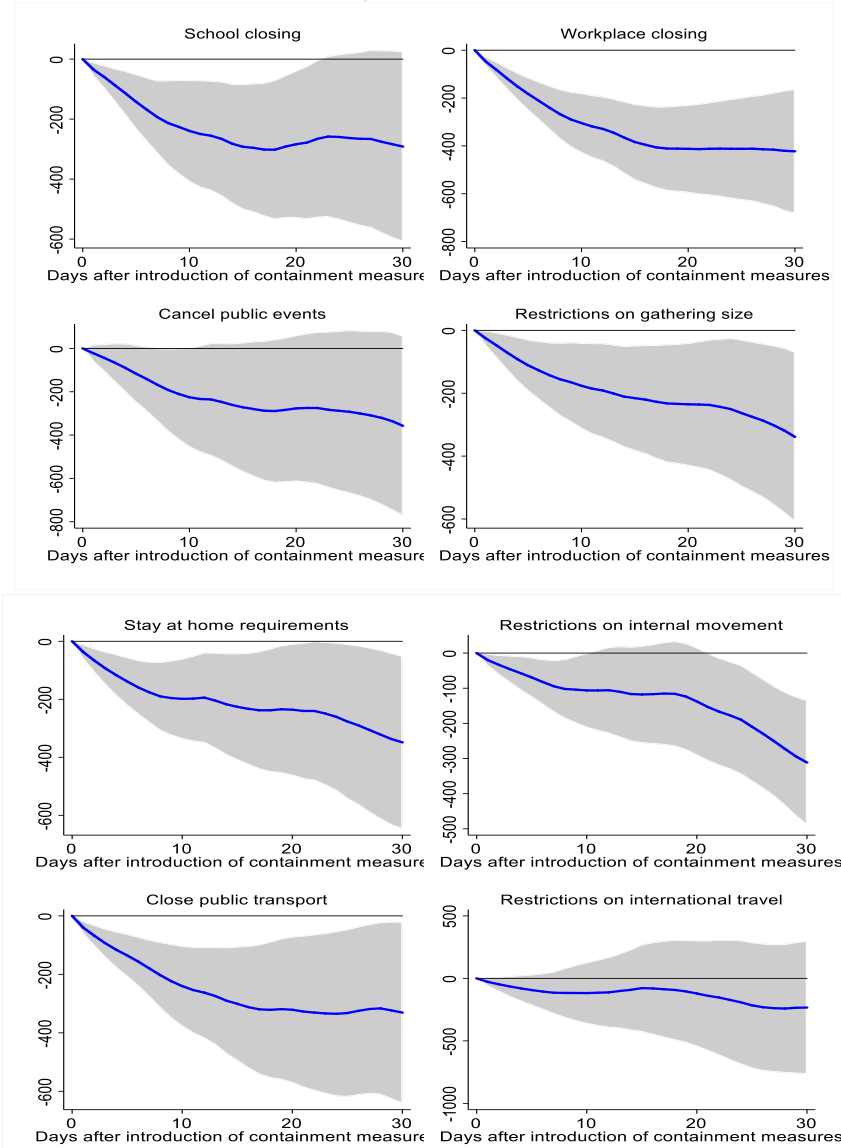 School closing
Workplace closing
0
-200
-400
-600
0 10 20 30
Days after introduction of containment measure
0
-200
-400
-600
-800
0 10 20 30
Days after introduction of containment measures
Cancel public events
Restrictions on gathering size
0
-200
-400
-600
-800
0 10 20 30
Days after introduction of containment measure
0
-200
-400
-600
0 10 20 30
Days after introduction of containment measures
Stay at home requirements
Restrictions on internal movement
0
-200
-400
-600
0 10 20 30
Days after introduction of containment measure
0
-100
-200
-300
-400
-500
0 10 20 30
Days after introduction of containment measures
Close public transport
Restrictions on international travel
0
-200
-400
-600
0 10 20 30
Days after introduction of containment measure
500
0
-500
-1000
0 10 20 30
Days after introduction of containment measures